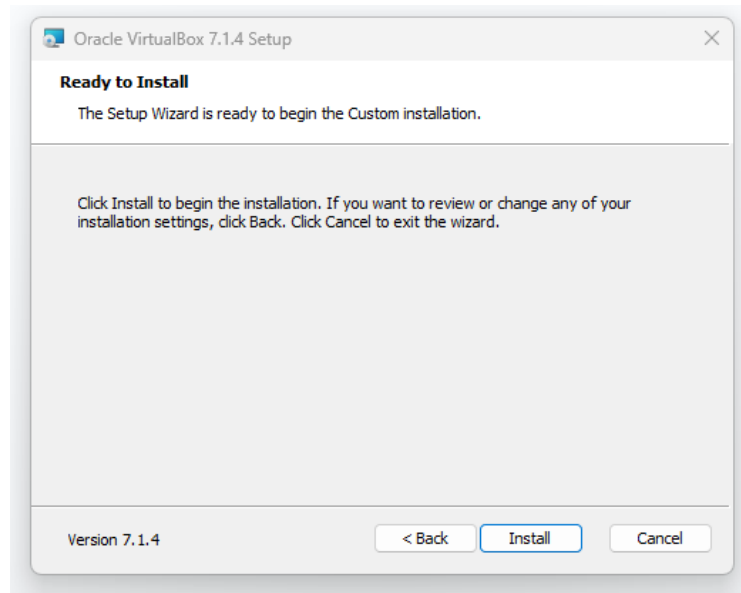 Oracle VirtualBox 7.1.4 Setup
Ready to Install
The Setup Wizard is ready to begin the Custom installation.
Click Install to begin the installation. If you want to review or change any of your
installation settings, click Back. Click Cancel to exit the wizard.
Version 7.1.4
< Back
Install
Cancel